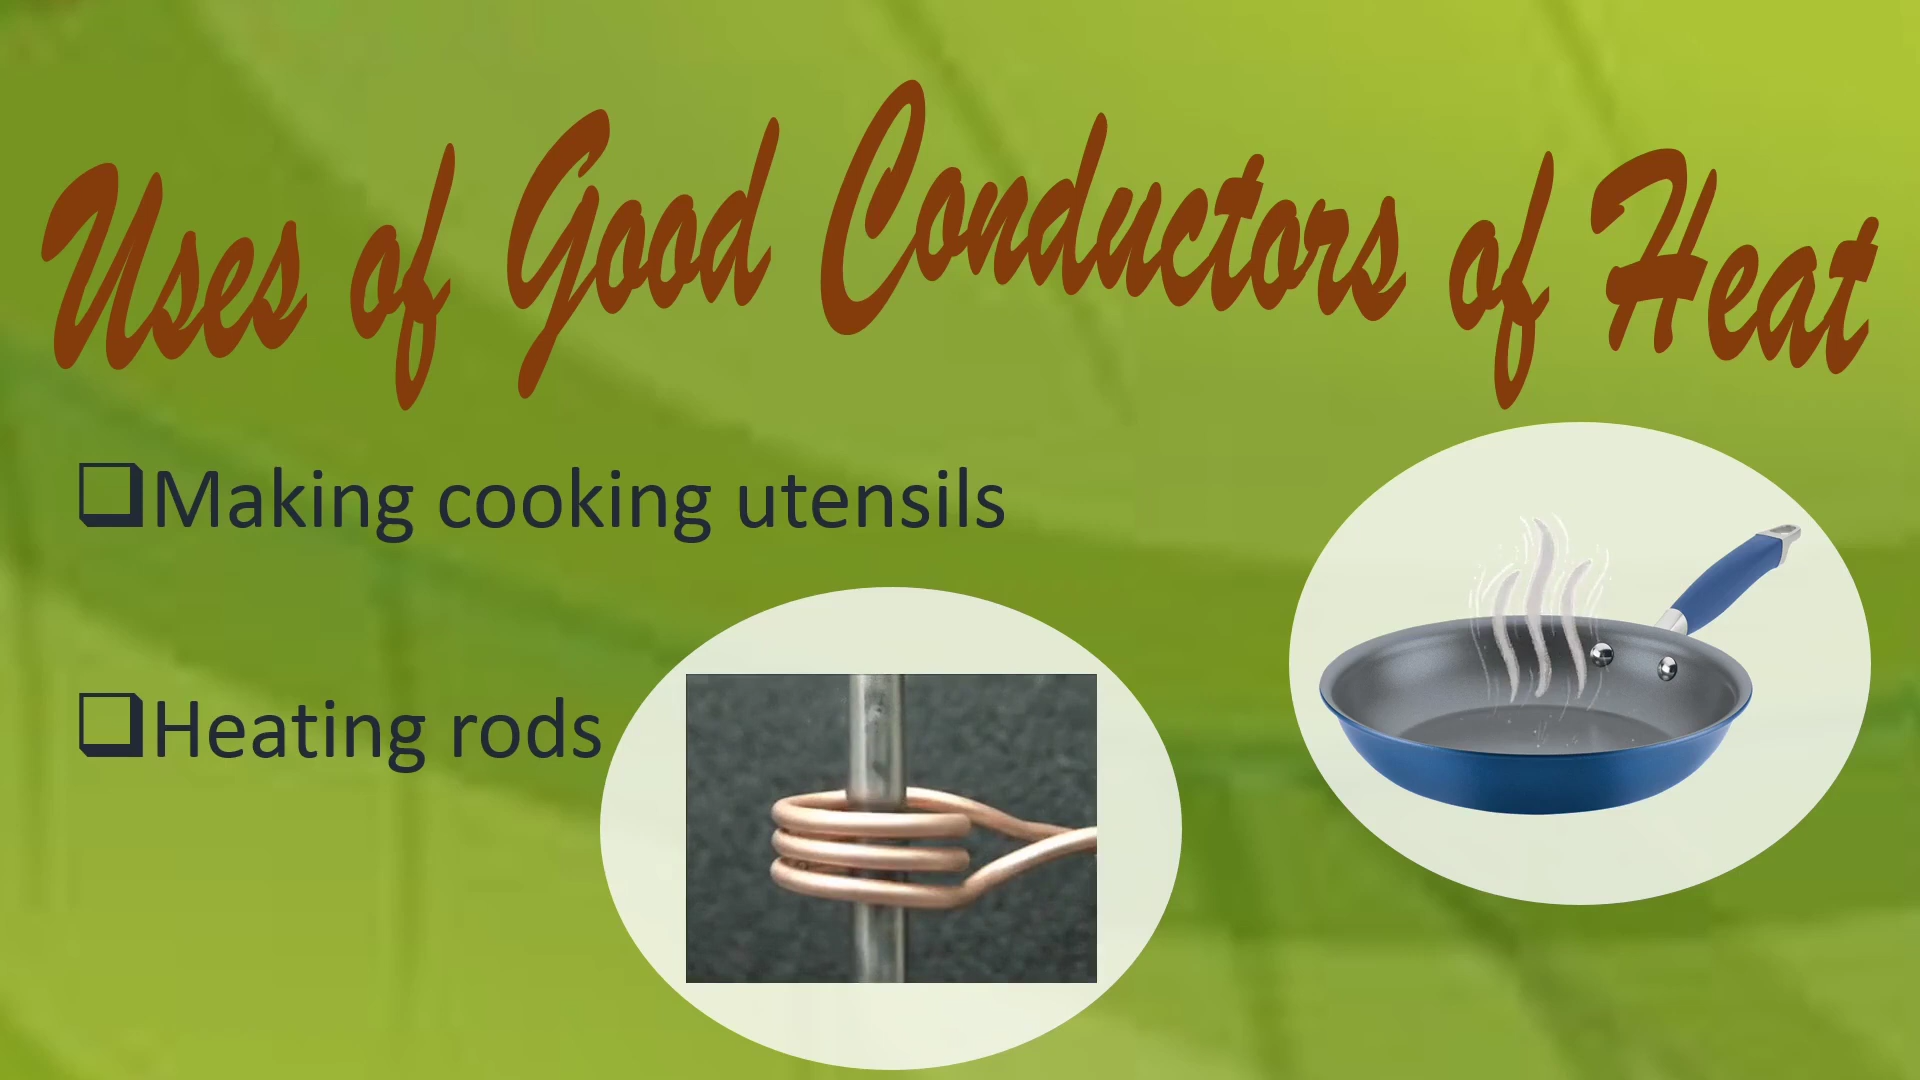 Uses of Good Conductors of Heat
❑Making cooking utensils
❑Heating rods